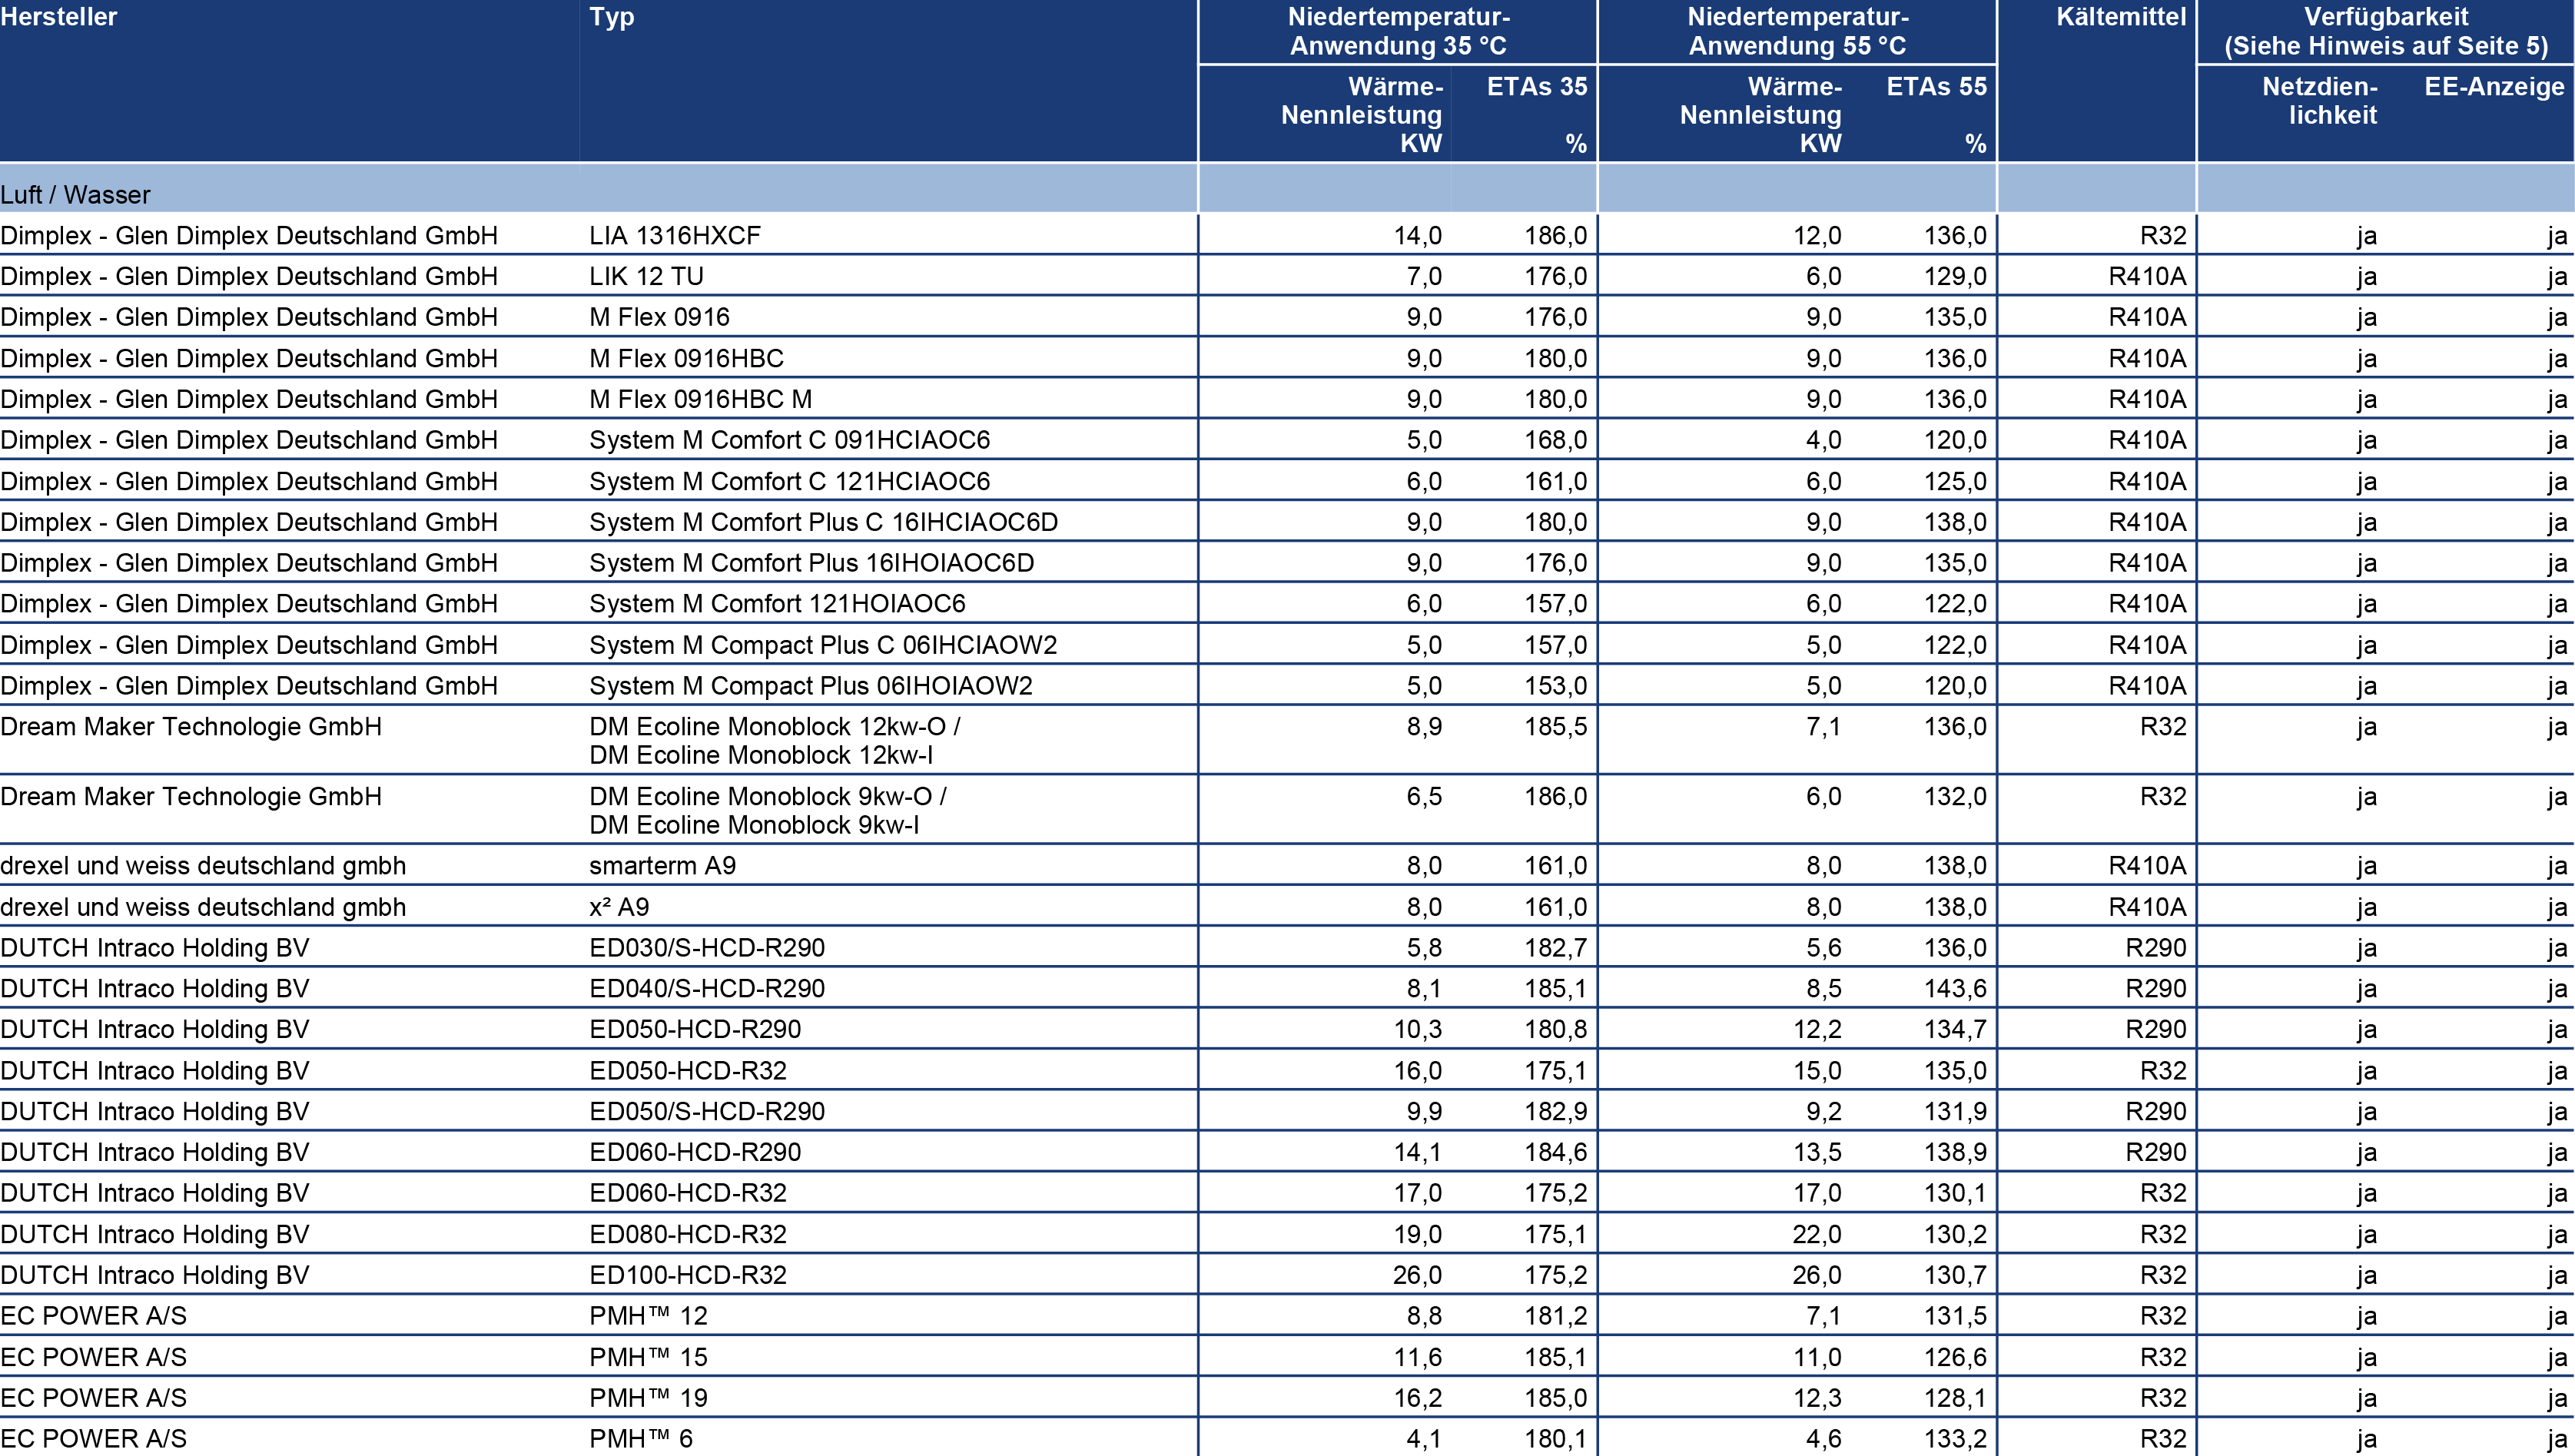 Hersteller Typ Niedertemperatur- Niedertemperatur- Kältemittel Verfügbarkeit
Anwendung 35 °C Anwendung 55 °C (Siehe Hinweis auf Seite 5)
Wärme- ETAs 35 Wärme- ETAs 55 Netzdien- EE-Anzeige
Nennleistung Nennleistung lichkeit
KW % KW %
Luft / Wasser
Dimplex - Glen Dimplex Deutschland GmbH LIA 1316HXCF 14,0 186,0 12,0 136,0 R32 ja ja
Dimplex - Glen Dimplex Deutschland GmbH LIK 12 TU 7,0 176,0 6,0 129,0 R410A ja ja
Dimplex - Glen Dimplex Deutschland GmbH M Flex 0916 9,0 176,0 9,0 135,0 R410A ja ja
Dimplex - Glen Dimplex Deutschland GmbH M Flex 0916HBC 9,0 180,0 9,0 136,0 R410A ja ja
Dimplex - Glen Dimplex Deutschland GmbH M Flex 0916HBC M 9,0 180,0 9,0 136,0 R410A ja ja
Dimplex - Glen Dimplex Deutschland GmbH System M Comfort C 091HCIAOC6 5,0 168,0 4,0 120,0 R410A ja ja
Dimplex - Glen Dimplex Deutschland GmbH System M Comfort C 121HCIAOC6 6,0 161,0 6,0 125,0 R410A ja ja
Dimplex - Glen Dimplex Deutschland GmbH System M Comfort Plus C 16IHCIAOC6D 9,0 180,0 9,0 138,0 R410A ja ja
Dimplex - Glen Dimplex Deutschland GmbH System M Comfort Plus 16IHOIAOC6D 9,0 176,0 9,0 135,0 R410A ja ja
Dimplex - Glen Dimplex Deutschland GmbH System M Comfort 121HOIAOC6 6,0 157,0 6,0 122,0 R410A ja ja
Dimplex - Glen Dimplex Deutschland GmbH System M Compact Plus C 06IHCIAOW2 5,0 157,0 5,0 122,0 R410A ja ja
Dimplex - Glen Dimplex Deutschland GmbH System M Compact Plus 06IHOIAOW2 5,0 153,0 5,0 120,0 R410A ja ja
Dream Maker Technologie GmbH DM Ecoline Monoblock 12kw-O / 8,9 185,5 7,1 136,0 R32 ja ja
DM Ecoline Monoblock 12kw-I
Dream Maker Technologie GmbH DM Ecoline Monoblock 9kw-O / 6,5 186,0 6,0 132,0 R32 ja ja
DM Ecoline Monoblock 9kw-I
drexel und weiss deutschland gmbh smarterm A9 8,0 161,0 8,0 138,0 R410A ja ja
drexel und weiss deutschland gmbh x² A9 8,0 161,0 8,0 138,0 R410A ja ja
DUTCH Intraco Holding BV ED030/S-HCD-R290 5,8 182,7 5,6 136,0 R290 ja ja
DUTCH Intraco Holding BV ED040/S-HCD-R290 8,1 185,1 8,5 143,6 R290 ja ja
DUTCH Intraco Holding BV ED050-HCD-R290 10,3 180,8 12,2 134,7 R290 ja ja
DUTCH Intraco Holding BV ED050-HCD-R32 16,0 175,1 15,0 135,0 R32 ja ja
DUTCH Intraco Holding BV ED050/S-HCD-R290 9,9 182,9 9,2 131,9 R290 ja ja
DUTCH Intraco Holding BV ED060-HCD-R290 14,1 184,6 13,5 138,9 R290 ja ja
DUTCH Intraco Holding BV ED060-HCD-R32 17,0 175,2 17,0 130,1 R32 ja ja
DUTCH Intraco Holding BV ED080-HCD-R32 19,0 175,1 22,0 130,2 R32 ja ja
DUTCH Intraco Holding BV ED100-HCD-R32 26,0 175,2 26,0 130,7 R32 ja ja
EC POWER A/S PMH™ 12 8,8 181,2 7,1 131,5 R32 ja ja
EC POWER A/S PMH™ 15 11,6 185,1 11,0 126,6 R32 ja ja
EC POWER A/S PMH™ 19 16,2 185,0 12,3 128,1 R32 ja ja
EC POWER A/S PMH™ 6 4,1 180,1 4,6 133,2 R32 ja ja